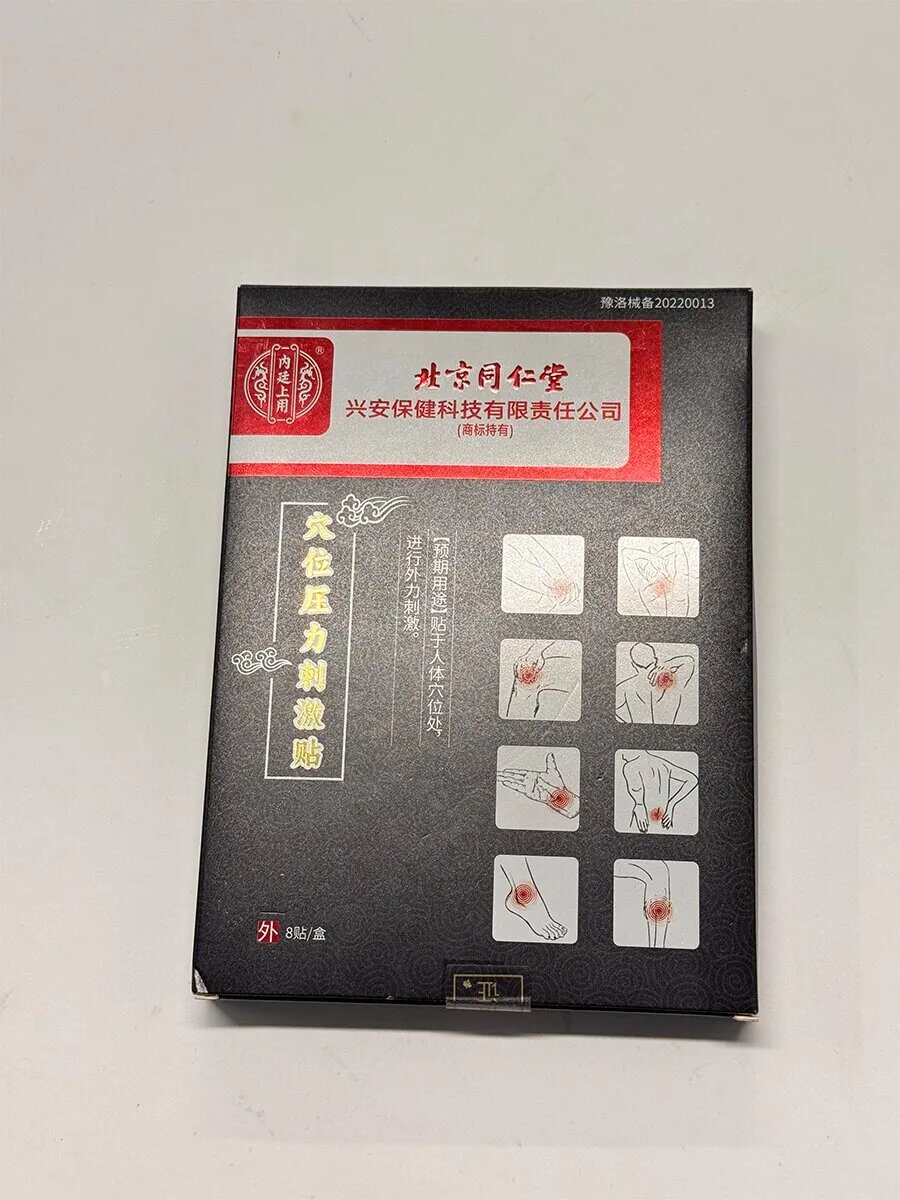 豫洛械备20220013
内廷上用
®
北京同仁堂
兴安保健科技有限责任公司
(商标持有)
穴位压力刺激贴
【预期用途】贴于人体穴位处,
进行外力刺激。
外 8贴/盒